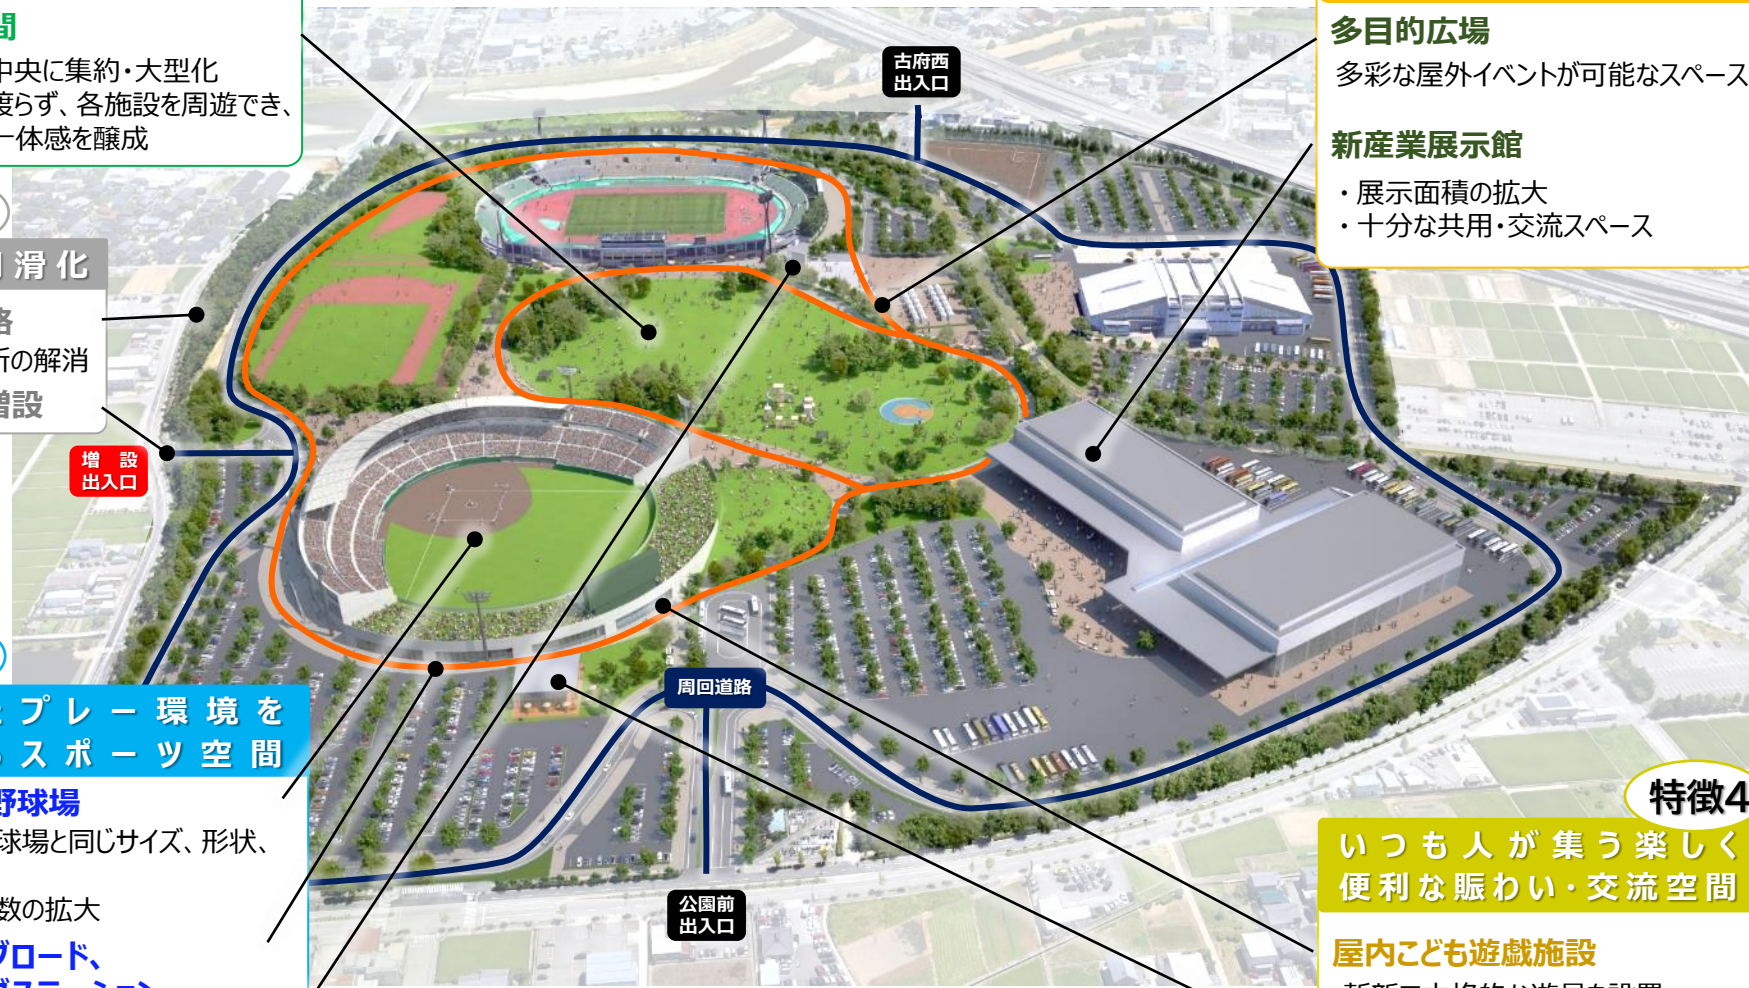 間
中央に集約・大型化
渡らず、各施設を周遊でき、
一体感を醸成
滑化
路
所の解消
増設
増 設
出入口
古府西
出入口
多目的広場
多彩な屋外イベントが可能なスペース
新産業展示館
・展示面積の拡大
・十分な共用・交流スペース
プレー環境を
スポーツ空間
野球場
球場と同じサイズ、形状、
数の拡大
グロード、
周回道路
公園前
出入口
特徴4
いつも人が集う楽しく
便利な賑わい・交流空間
屋内こども遊戯施設